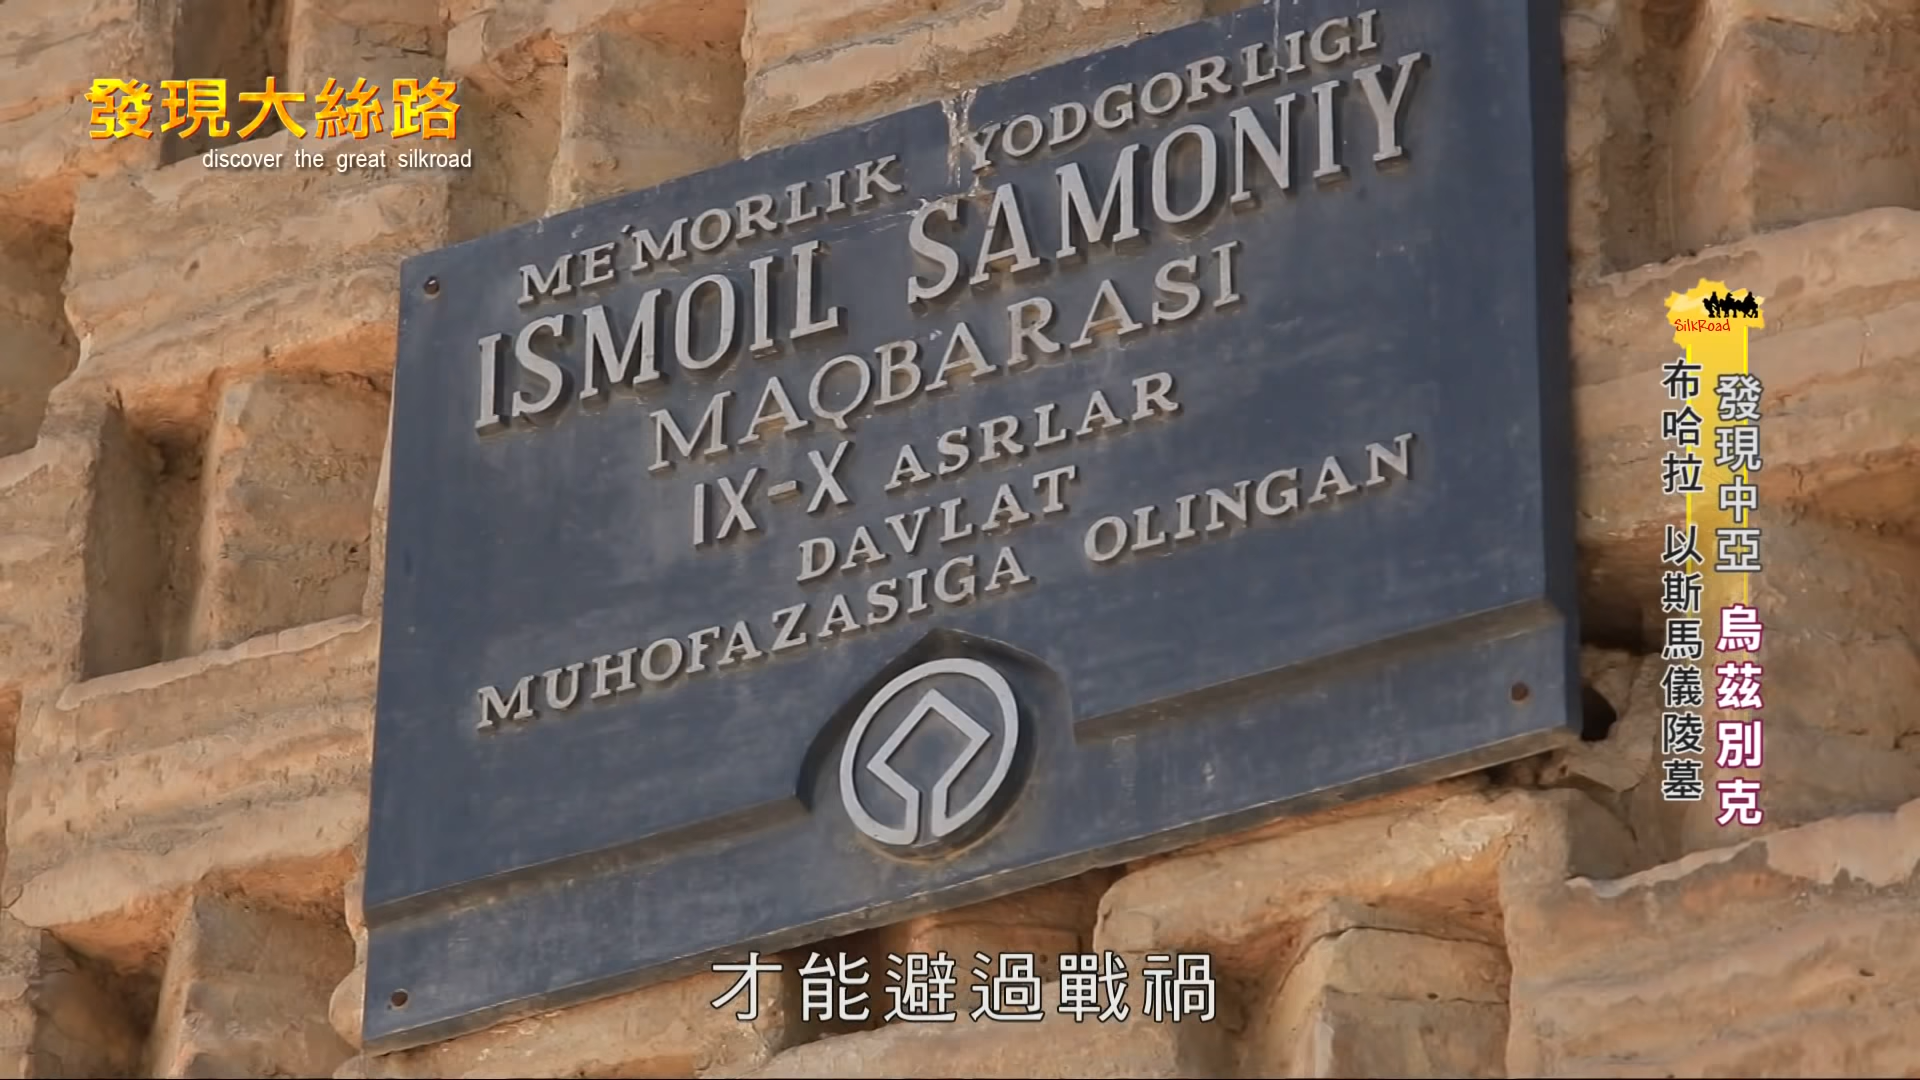 發現大絲路
discover the great silkroad
ME'MORLIK YODGORLIGI
ISMOIL SAMONIY
MAQBARASI
IX-X ASRLAR
DAVLAT
MUHOFAZASIGA OLINGAN
SilkRoad
發現中亞 烏茲別克
布哈拉 以斯馬儀陵墓
才能避過戰禍